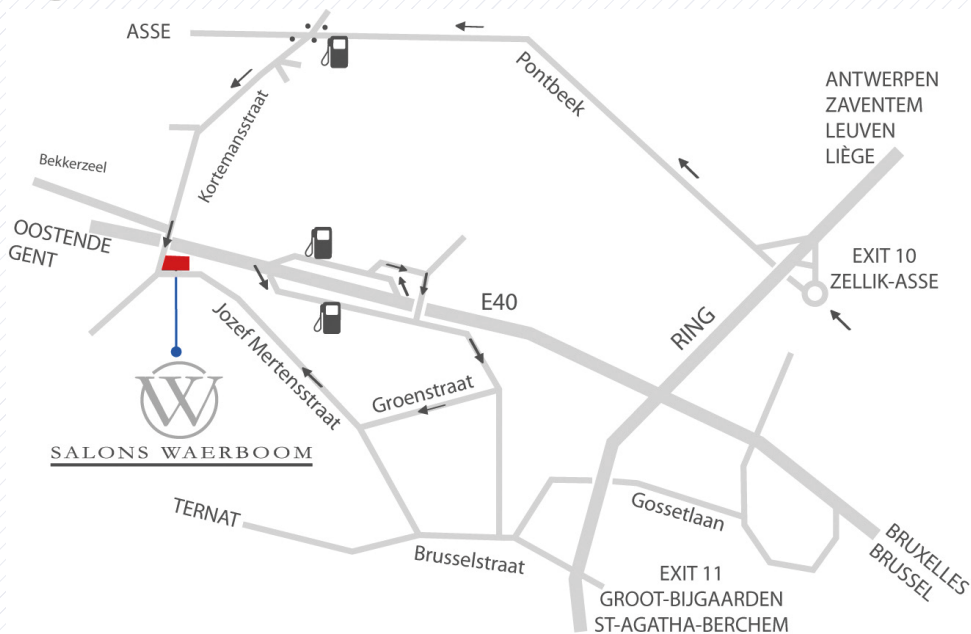 ASSE
Pontbeek
ANTWERPEN
ZAVENTEM
LEUVEN
LIÈGE
Kortemansstraat
Bekkerzeel
OOSTENDE
GENT
EXIT 10
ZELLIK-ASSE
E40
RING
Jozef Mertensstraat
Groenstraat
W
SALONS WAERBOOM
TERNAT
Gossetlaan
Brusselstraat
BRUXELLES
BRUSSEL
EXIT 11
GROOT-BIJGAARDEN
ST-AGATHA-BERCHEM